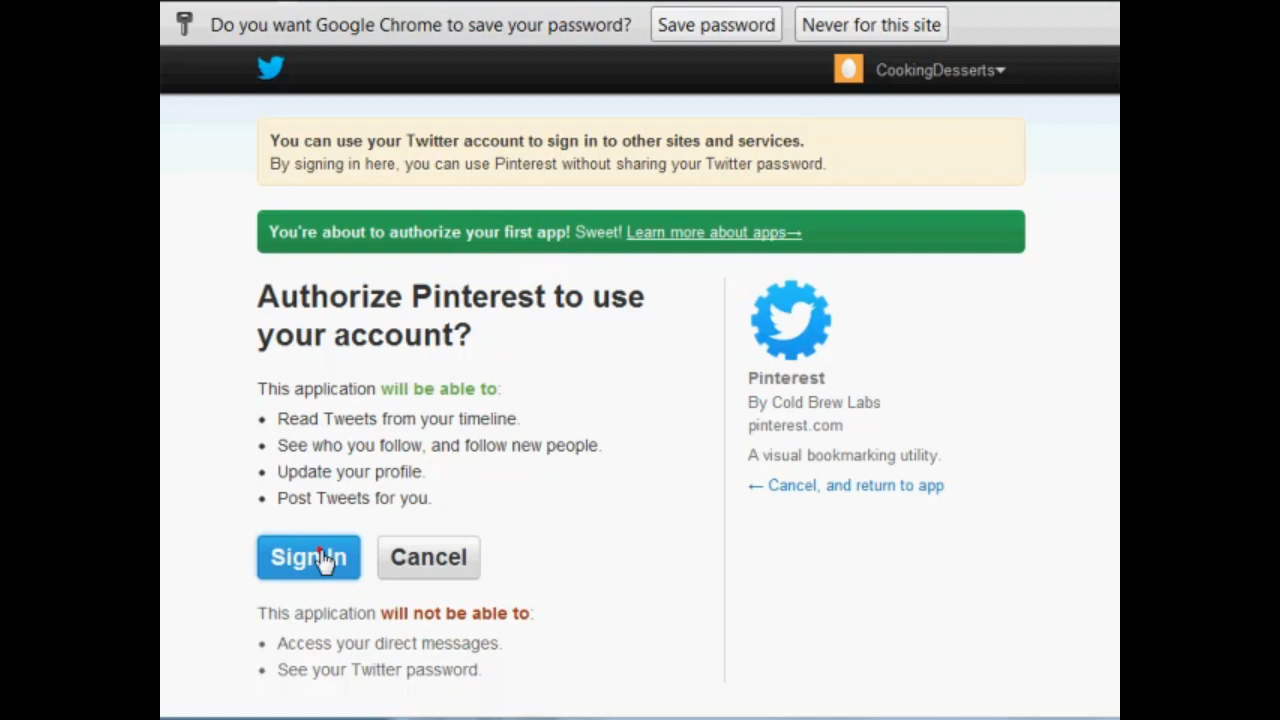 Do you want Google Chrome to save your password? Save password Never for this site
CookingDesserts
You can use your Twitter account to sign in to other sites and services.
By signing in here, you can use Pinterest without sharing your Twitter password.
You're about to authorize your first app! Sweet! Learn more about apps→
Authorize Pinterest to use
your account?
This application will be able to:
• Read Tweets from your timeline.
• See who you follow, and follow new people.
• Update your profile.
• Post Tweets for you.
Sign In Cancel
This application will not be able to:
• Access your direct messages.
• See your Twitter password.
Pinterest
By Cold Brew Labs
pinterest.com
A visual bookmarking utility.
← Cancel, and return to app